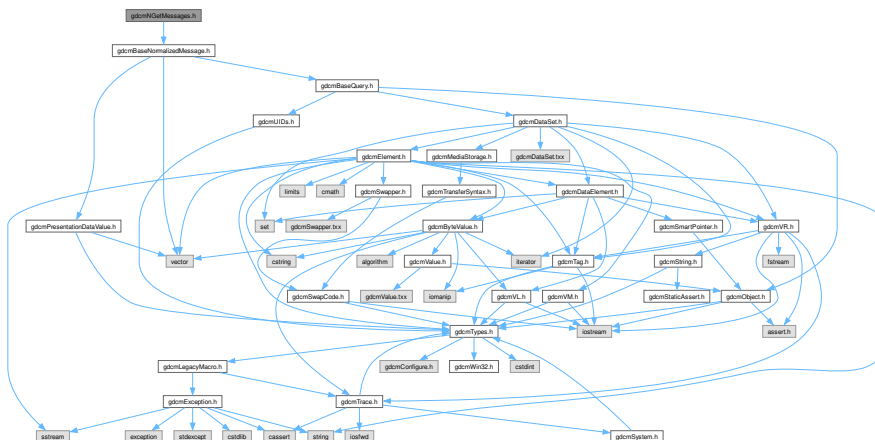 gdcmNGetMessages.h
gdcmBaseNormalizedMessage.h
gdcmBaseQuery.h
gdcmUIDs.h
gdcmDataSet.h
gdcmElement.h
gdcmMediaStorage.h
gdcmDataSet.txx
limits
cmath
gdcmSwapper.h
gdcmTransferSyntax.h
gdcmDataElement.h
gdcmPresentationDataValue.h
set
gdcmSwapper.txx
gdcmByteValue.h
gdcmSmartPointer.h
gdcmVR.h
vector
cstring
algorithm
gdcmValue.h
iterator
gdcmTag.h
gdcmString.h
fstream
gdcmSwapCode.h
gdcmValue.txx
iomanip
gdcmVL.h
gdcmVM.h
gdcmStaticAssert.h
gdcmObject.h
gdcmTypes.h
iostream
assert.h
gdcmLegacyMacro.h
gdcmConfigure.h
gdcmWin32.h
cstdint
gdcmException.h
gdcmTrace.h
sstream
exception
stdexcept
cstdlib
cassert
string
iosfwd
gdcmSystem.h